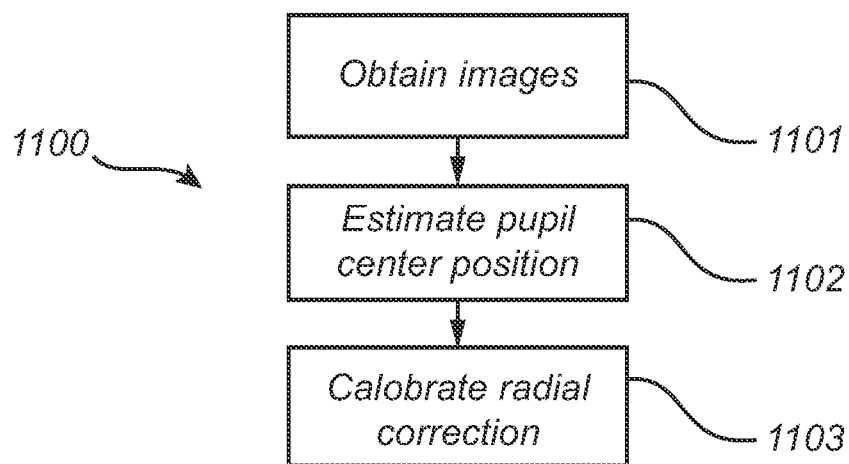 Obtain images
1100
1101
Estimate pupil
center position
1102
Calobrate radial
correction
1103